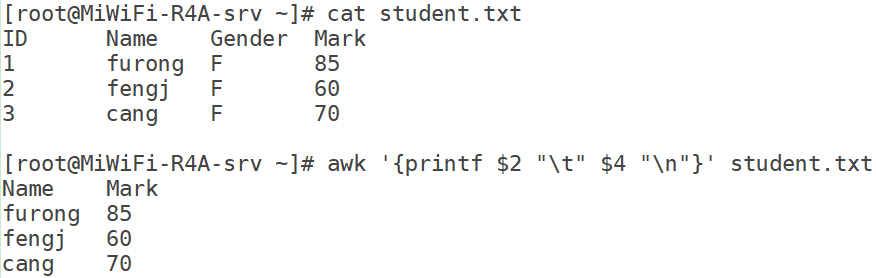 [root@MiWiFi-R4A-srv ~]# cat student.txt
ID      Name    Gender  Mark
1       furong  F       85
2       fengj   F       60
3       cang    F       70
[root@MiWiFi-R4A-srv ~]# awk '{printf $2 "\t" $4 "\n"}' student.txt
Name    Mark
furong  85
fengj   60
cang    70